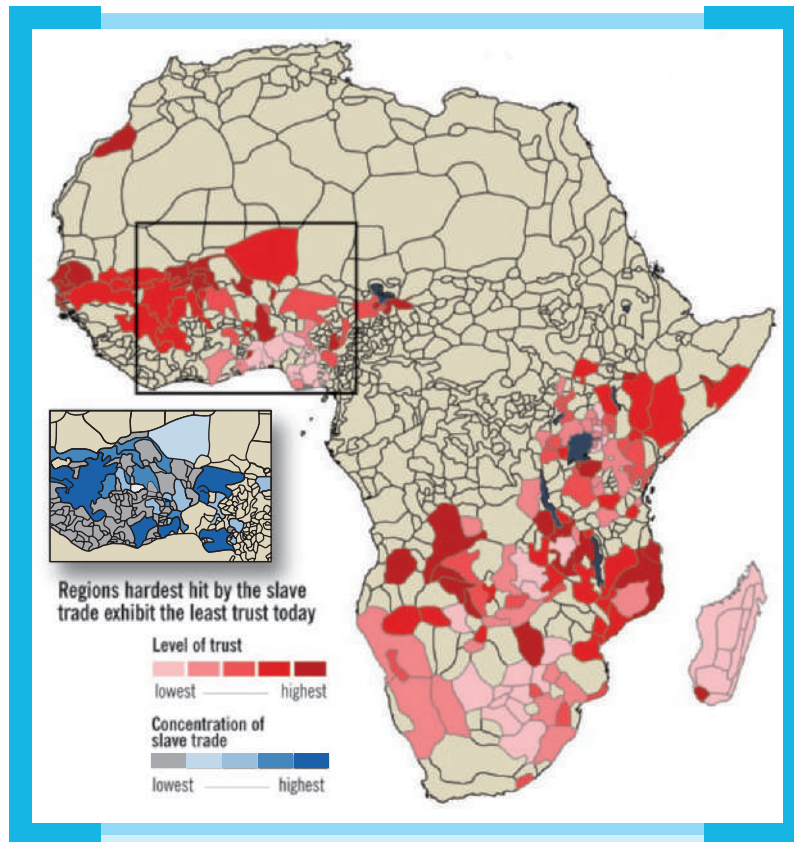 Regions hardest hit by the slave
trade exhibit the least trust today
Level of trust
lowest highest
Concentration of
slave trade
lowest highest